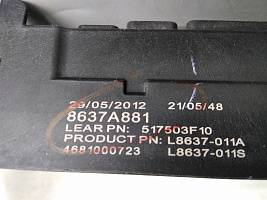 29/05/2012 21/05/48
8637A881
LEAR PN: 517503F10
PRODUCT PN: L8637-011A
4681000723 L8637-011S